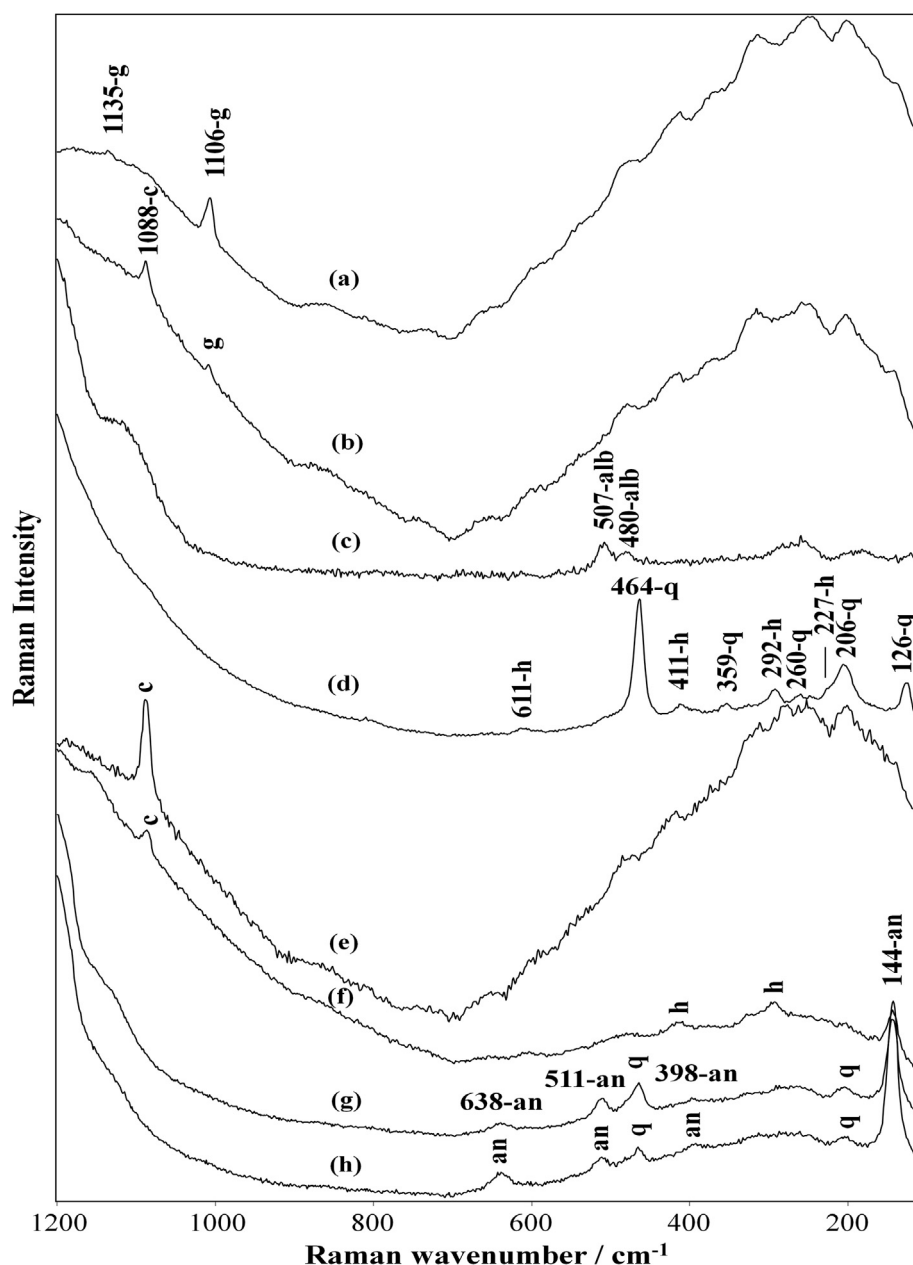 1135-g
1106-g
1088-c
(a)
g
(b)
507-alb
480-alb
(c)
464-q
227-h
611-h
411-h
359-q
292-h
260-q
206-q
126-q
(d)
c
c
(e)
(f)
h
h
144-an
638-an
511-an
q
398-an
q
(g)
an
an
q
an
q
(h)
1200
1000
800
600
400
200
Raman wavenumber / cm-1
Raman Intensity